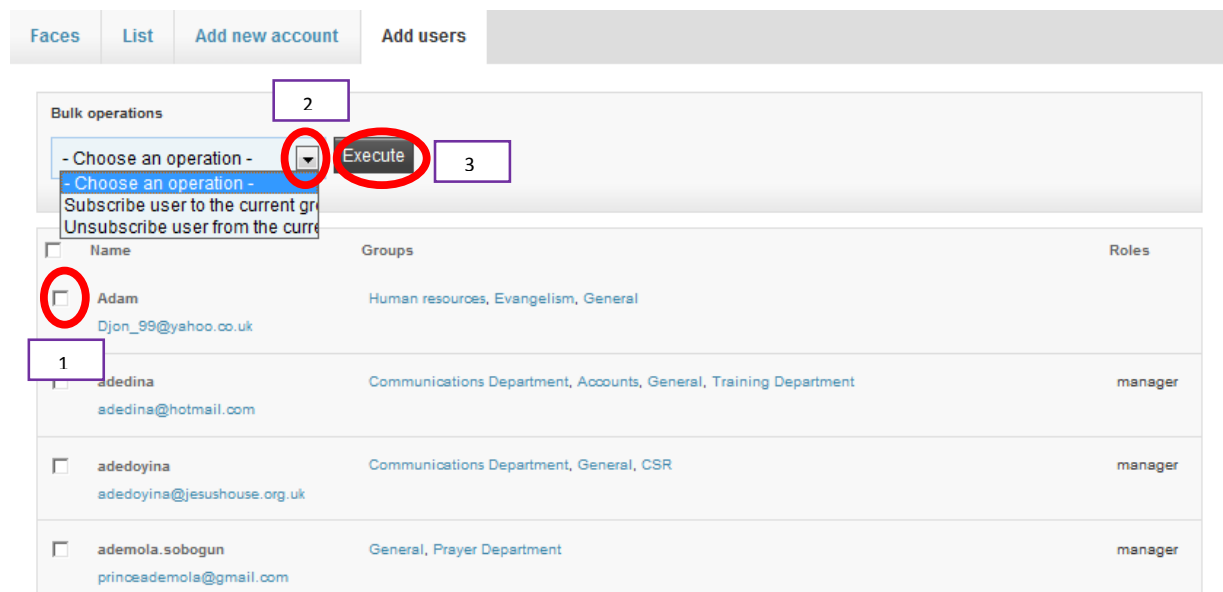 Faces List Add new account Add users
2
Bulk operations
- Choose an operation - Execute
3
- Choose an operation -
Subscribe user to the current
Unsubscribe user from the
Name Groups Roles
Adam Human resources, Evangelism, General
Djon_99@yahoo.co.uk
1
adedina Communications Department, Accounts, General, Training Department manager
adedina@hotmail.com
adedoyina Communications Department, General, CSR manager
adedoyina@jesushouse.org.uk
ademola.sobogun General, Prayer Department manager
princeademola@gmail.com